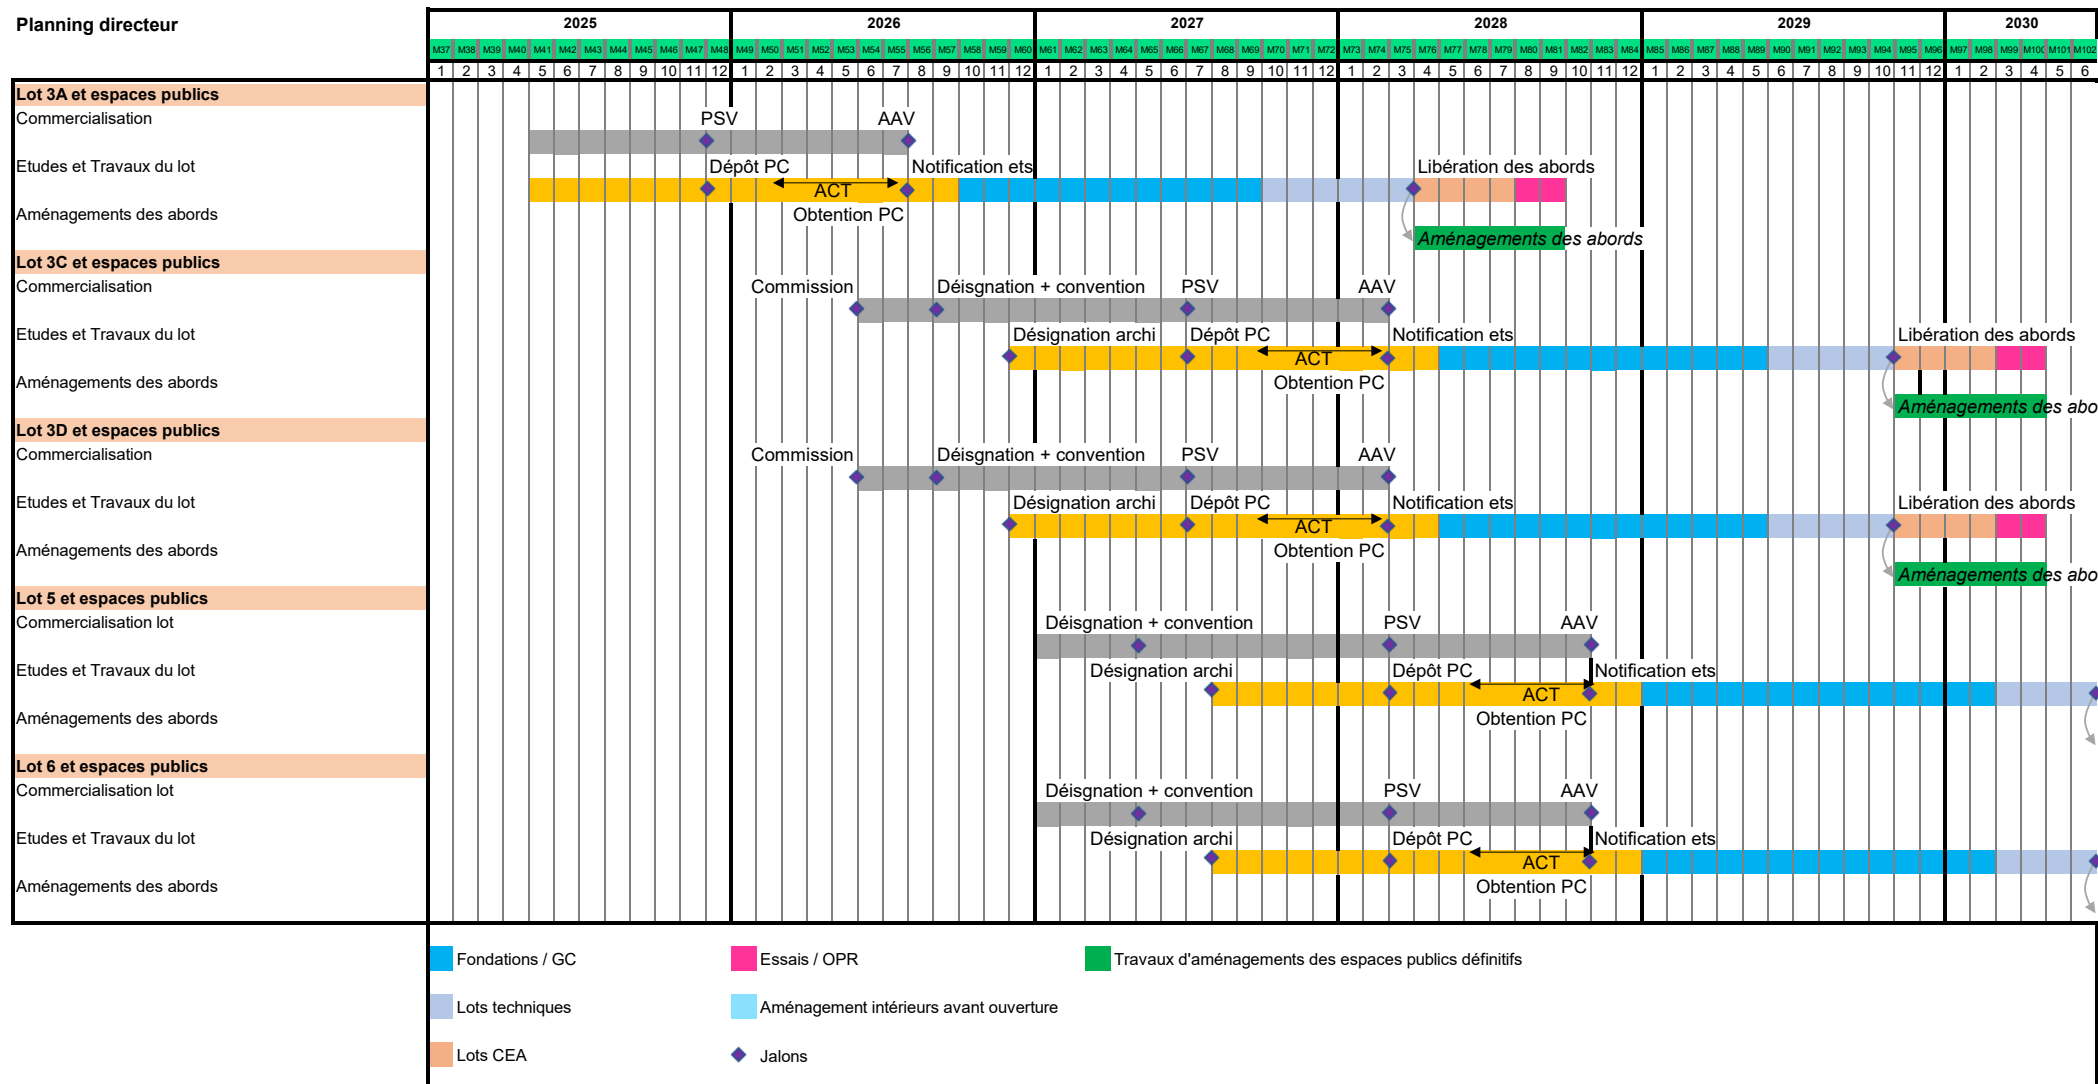 Planning directeur
2025 2026 2027 2028 2029 2030
M37 M38 M39 M40 M41 M42 M43 M44 M45 M46 M47 M48 M49 M50 M51 M52 M53 M54 M55 M56 M57 M58 M59 M60 M61 M62 M63 M64 M65 M66 M67 M68 M69 M70 M71 M72 M73 M74 M75 M76 M77 M78 M79 M80 M81 M82 M83 M84 M85 M86 M87 M88 M89 M90 M91 M92 M93 M94 M95 M96 M97 M98 M99 M100 M101 M102
1 2 3 4 5 6 7 8 9 10 11 12 1 2 3 4 5 6 7 8 9 10 11 12 1 2 3 4 5 6 7 8 9 10 11 12 1 2 3 4 5 6 7 8 9 10 11 12 1 2 3 4 5 6 7 8 9 10 11 12 1 2 3 4 5 6
Lot 3A et espaces publics
Commercialisation PSV AAV
Etudes et Travaux du lot Dépôt PC Notification ets Libération des abords
ACT
Aménagements des abords Obtention PC
Aménagements des abords
Lot 3C et espaces publics
Commercialisation Commission Déisgnation + convention PSV AAV
Etudes et Travaux du lot Désignation archi Dépôt PC Notification ets Libération des abords
ACT
Aménagements des abords Obtention PC
Aménagements des abo
Lot 3D et espaces publics
Commercialisation Commission Déisgnation + convention PSV AAV
Etudes et Travaux du lot Désignation archi Dépôt PC Notification ets Libération des abords
ACT
Aménagements des abords Obtention PC
Aménagements des abo
Lot 5 et espaces publics
Commercialisation lot Déisgnation + convention PSV AAV
Etudes et Travaux du lot Désignation archi Dépôt PC Notification ets
ACT
Aménagements des abords Obtention PC
Lot 6 et espaces publics
Commercialisation lot Déisgnation + convention PSV AAV
Etudes et Travaux du lot Désignation archi Dépôt PC Notification ets
ACT
Aménagements des abords Obtention PC
Fondations / GC Essais / OPR Travaux d'aménagements des espaces publics définitifs
Lots techniques Aménagement intérieurs avant ouverture
Lots CEA Jalons